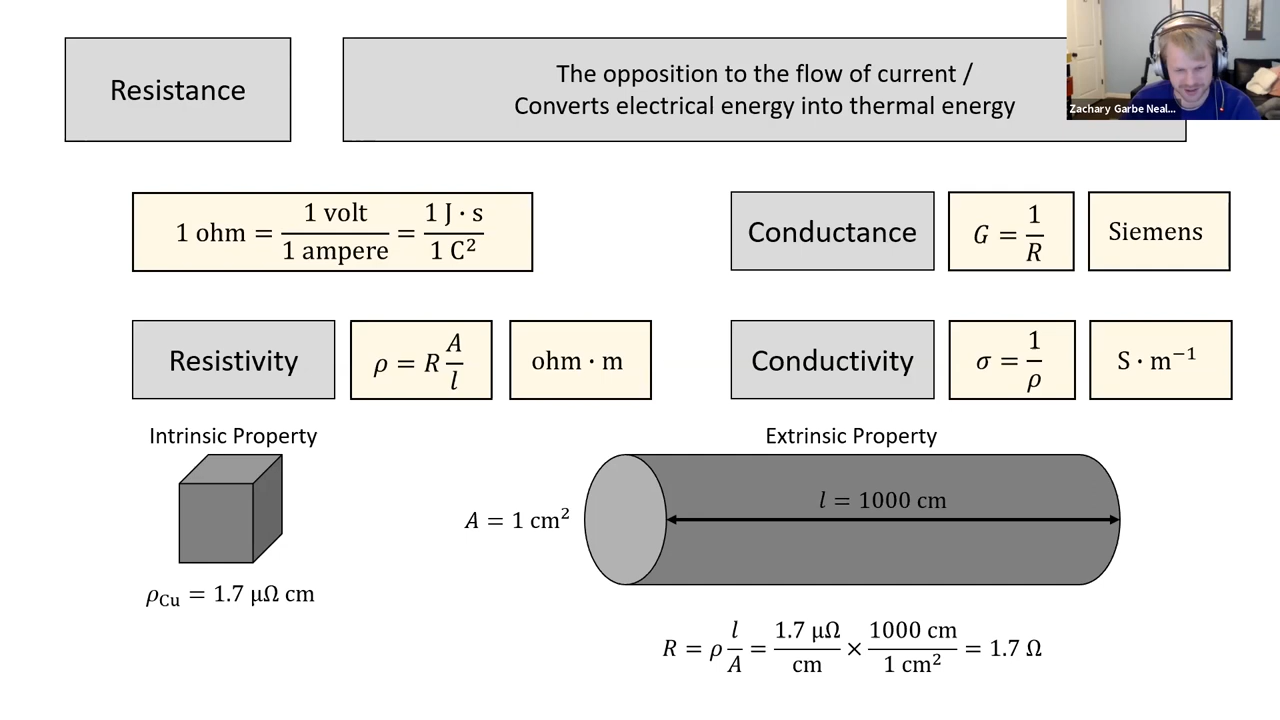 Resistance
The opposition to the flow of current /
Converts electrical energy into thermal energy
Zachary Garbe Neal...
1 ohm = 1 volt / 1 ampere = 1 J · s / 1 C²
Conductance
G = 1 / R
Siemens
Resistivity
ρ = R A / l
ohm · m
Conductivity
σ = 1 / ρ
S · m⁻¹
Intrinsic Property
ρCu = 1.7 μΩ cm
Extrinsic Property
A = 1 cm²
l = 1000 cm
R = ρ l / A = 1.7 μΩ / cm × 1000 cm / 1 cm² = 1.7 Ω